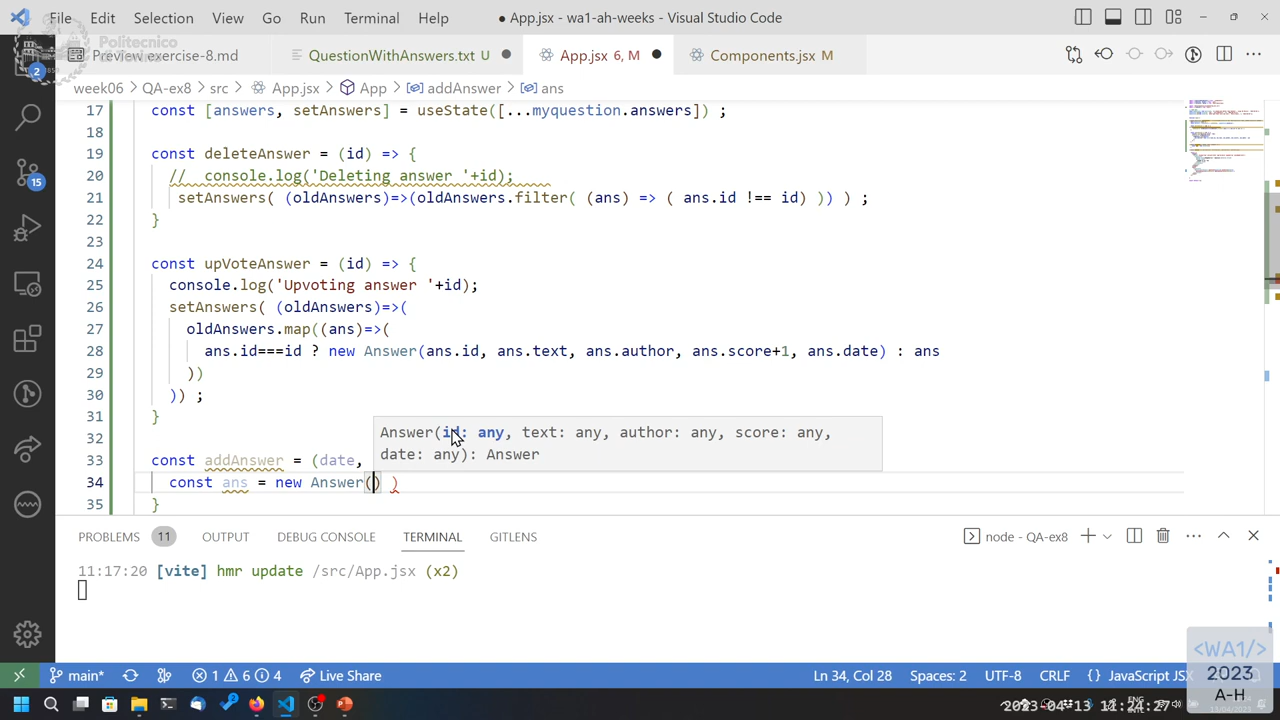 File Edit Selection View Go Run Terminal Help
● App.jsx - wa1-ah-weeks - Visual Studio Code
Politecnico
Preview exercise-8.md
QuestionWithAnswers.txt U
App.jsx 6, M
Components.jsx M
week06 > QA-ex8 > src > App.jsx > App > addAnswer > ans
2
15
17 const [answers, setAnswers] = useState([ ...myquestion.answers]) ;
18
19 const deleteAnswer = (id) => {
20 // console.log('Deleting answer '+id);
21 setAnswers( (oldAnswers)=>(oldAnswers.filter( (ans) => ( ans.id !== id) )) ) ;
22 }
23
24 const upVoteAnswer = (id) => {
25 console.log('Upvoting answer '+id);
26 setAnswers( (oldAnswers)=>(
27 oldAnswers.map((ans)=>(
28 ans.id===id ? new Answer(ans.id, ans.text, ans.author, ans.score+1, ans.date) : ans
29 ))
30 )) ;
31 }
32
Answer(id: any, text: any, author: any, score: any,
date: any): Answer
33 const addAnswer = (date,
34 const ans = new Answer() )
35 }
PROBLEMS 11 OUTPUT DEBUG CONSOLE TERMINAL GITLENS
node - QA-ex8
11:17:20 [vite] hmr update /src/App.jsx (x2)
<WA1/>
2023
A-H
main* 1 6 4 Live Share
Ln 34, Col 28 Spaces: 2 UTF-8 CRLF { } JavaScript JSX
ENG
2023-04-13 11:24:27